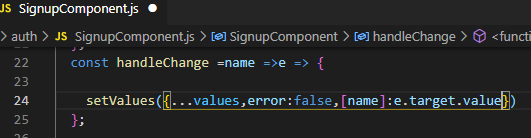 JS SignupComponent.js ●
> auth > JS SignupComponent.js > SignupComponent > handleChange > <function
22 const handleChange =name =>e => {
23
24 setValues({...values,error:false,[name]:e.target.value})
25 };